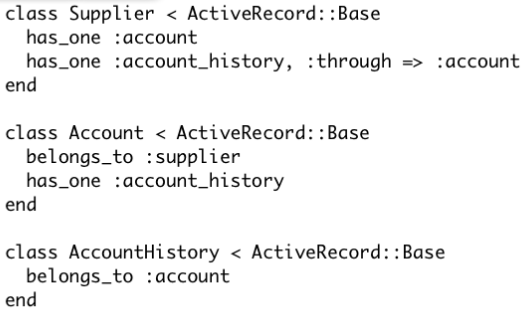 class Supplier < ActiveRecord::Base
  has_one :account
  has_one :account_history, :through => :account
end

class Account < ActiveRecord::Base
  belongs_to :supplier
  has_one :account_history
end

class AccountHistory < ActiveRecord::Base
  belongs_to :account
end